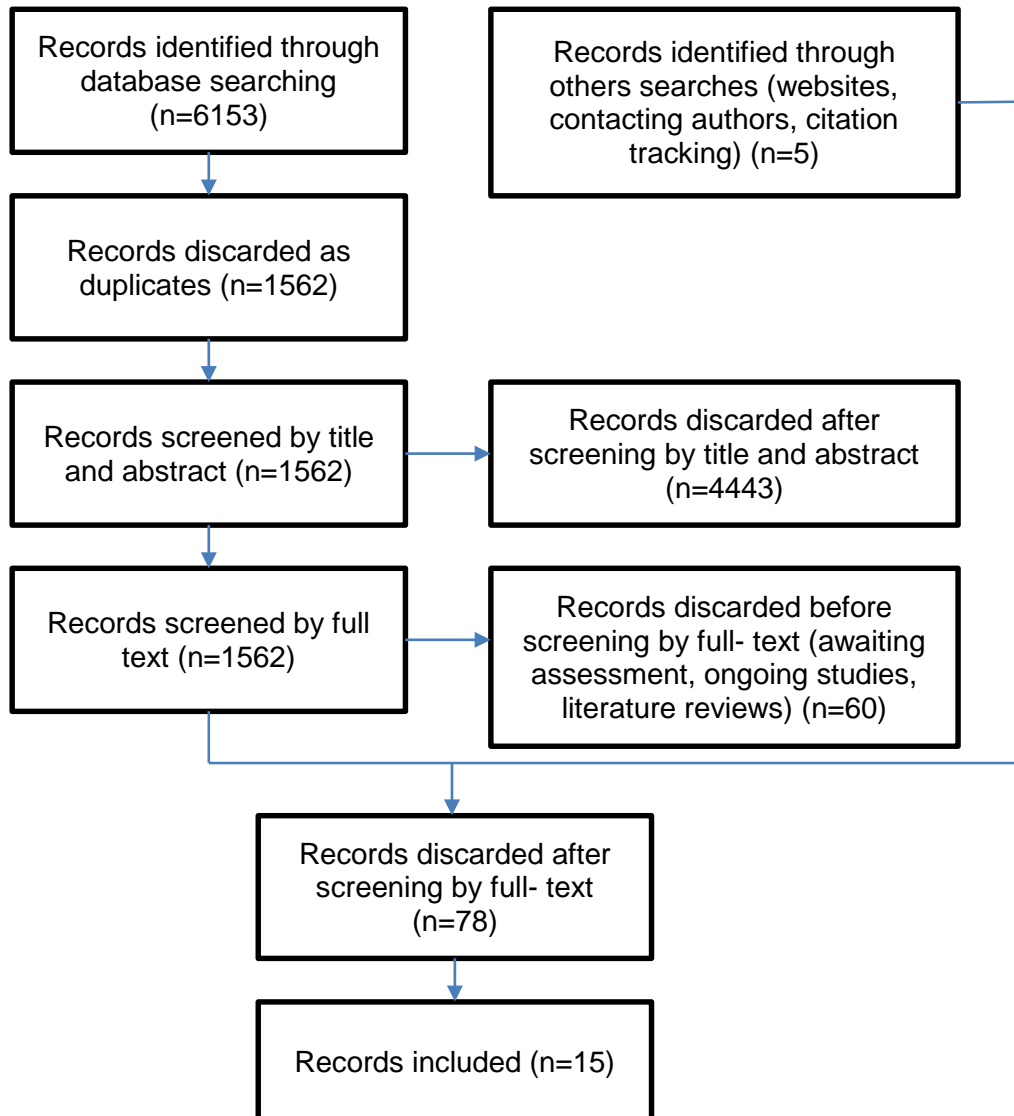 Records identified through
database searching
(n=6153)
Records identified through
others searches (websites,
contacting authors, citation
tracking) (n=5)
Records discarded as
duplicates (n=1562)
Records screened by title
and abstract (n=1562)
Records discarded after
screening by title and abstract
(n=4443)
Records screened by full
text (n=1562)
Records discarded before
screening by full- text (awaiting
assessment, ongoing studies,
literature reviews) (n=60)
Records discarded after
screening by full- text
(n=78)
Records included (n=15)